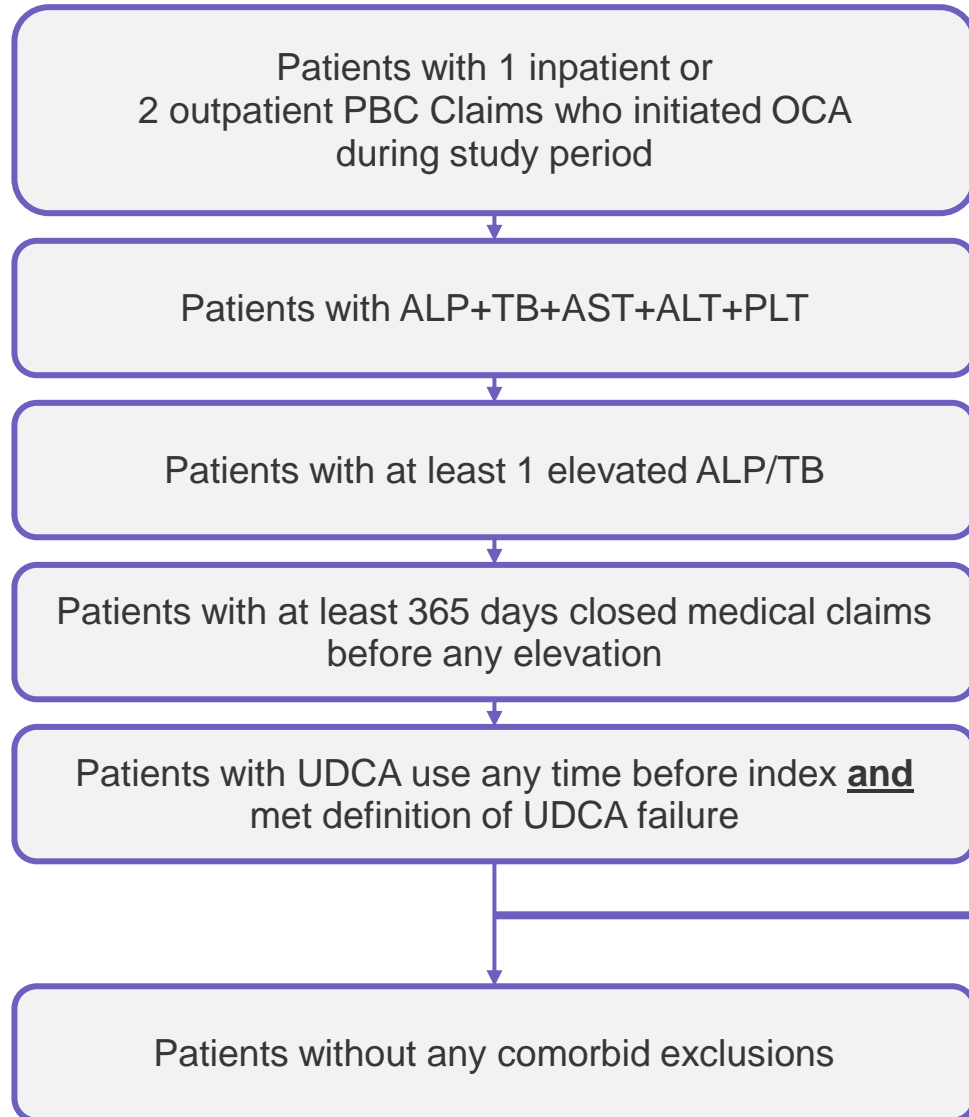 Patients with 1 inpatient or
2 outpatient PBC Claims who initiated OCA
during study period
Patients with ALP+TB+AST+ALT+PLT
Patients with at least 1 elevated ALP/TB
Patients with at least 365 days closed medical claims
before any elevation
Patients with UDCA use any time before index and
met definition of UDCA failure
Patients without any comorbid exclusions